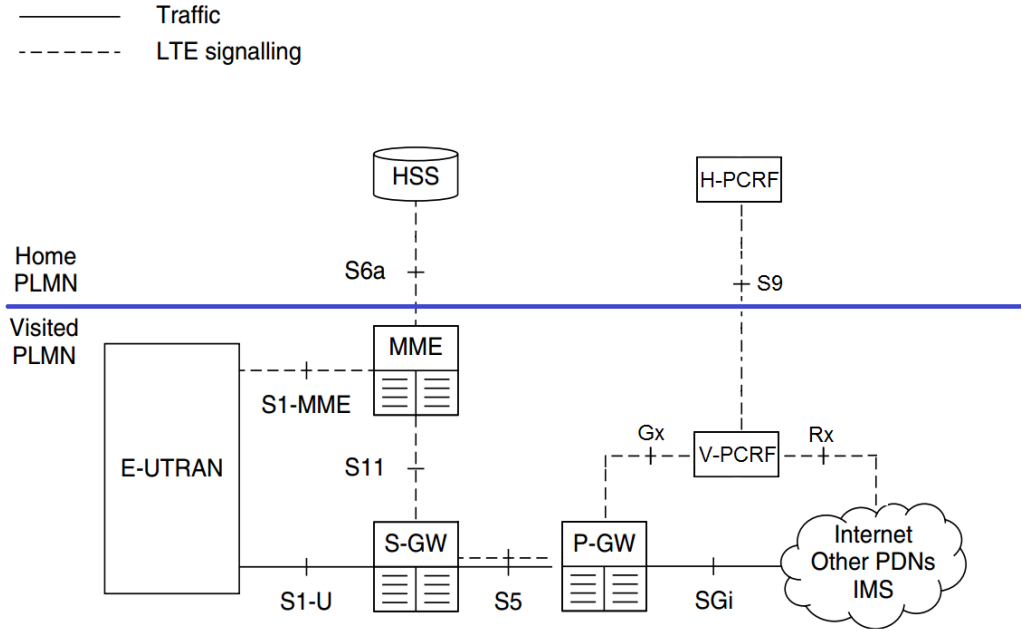 Traffic
LTE signalling
HSS
H-PCRF
Home
PLMN
S6a
S9
Visited
PLMN
MME
S1-MME
Gx
V-PCRF
Rx
E-UTRAN
S11
S-GW
P-GW
Internet
Other PDNs
IMS
S1-U
S5
SGi